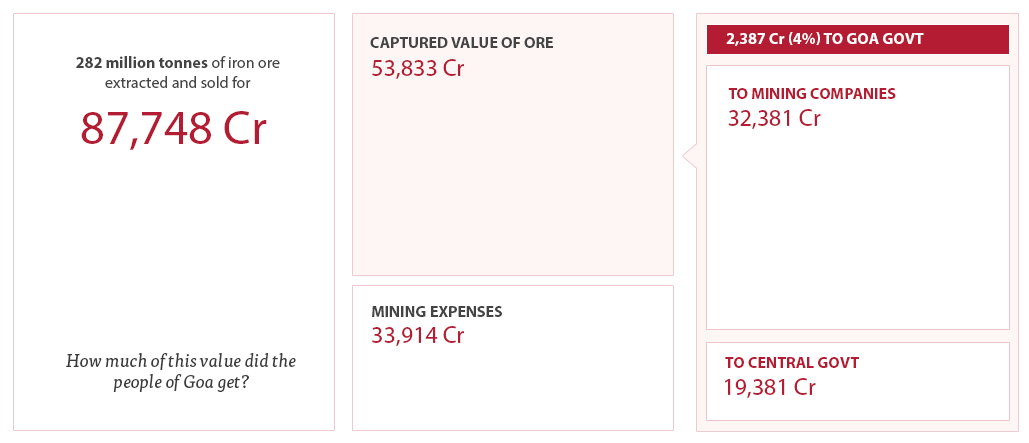 282 million tonnes of iron ore
extracted and sold for
87,748 Cr
How much of this value did the
people of Goa get?
CAPTURED VALUE OF ORE
53,833 Cr
MINING EXPENSES
33,914 Cr
2,387 Cr (4%) TO GOA GOVT
TO MINING COMPANIES
32,381 Cr
TO CENTRAL GOVT
19,381 Cr